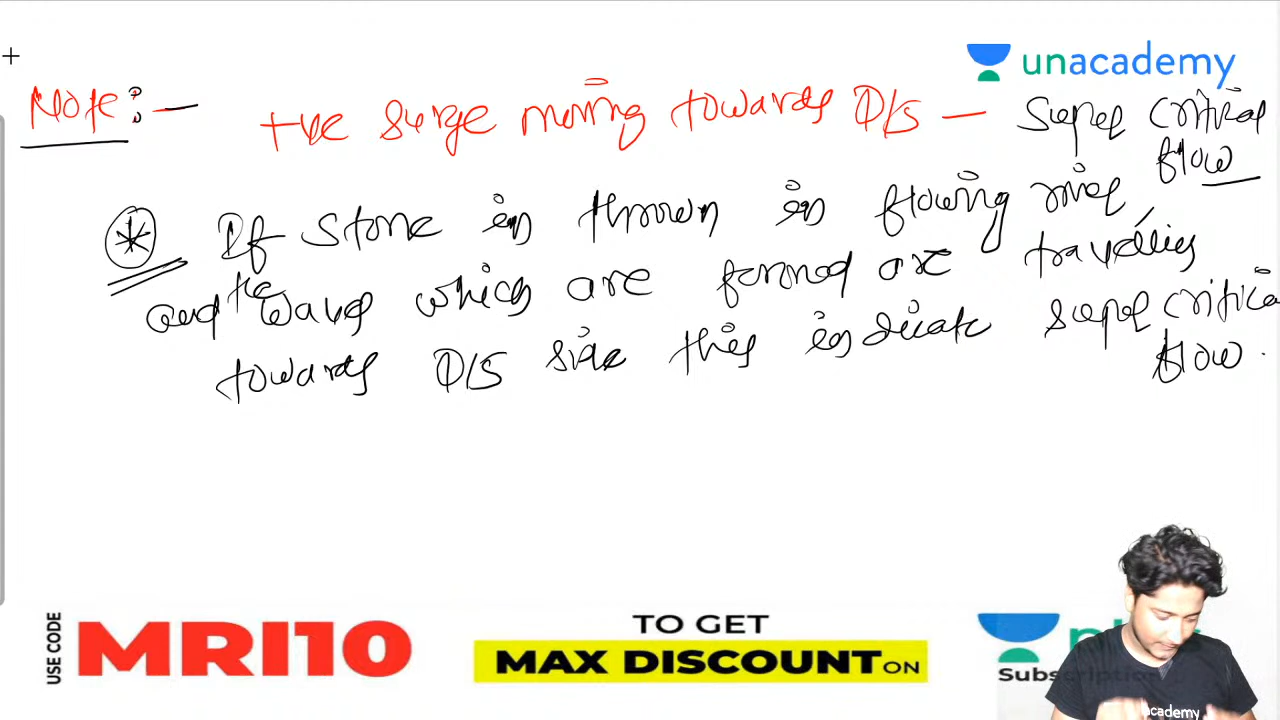 unacademy
Note:- +ve surge moving towards D/S - super critical
flow
* If stone is thrown in flowing river
and the waves which are formed are travelling
towards D/S side this indicate super critical
flow.
USE CODE
MRI10
TO GET
MAX DISCOUNT ON
Subscription
academy